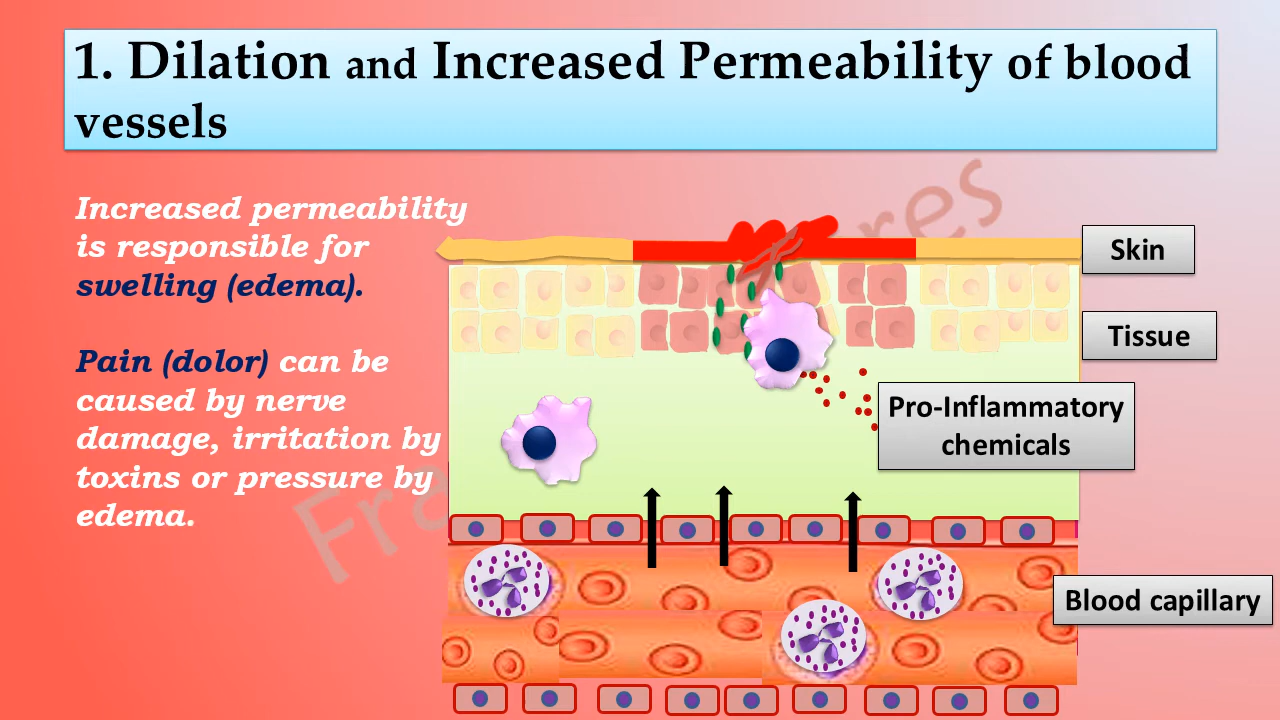 1. Dilation and Increased Permeability of blood
vessels
Increased permeability
is responsible for
swelling (edema).
Pain (dolor) can be
caused by nerve
damage, irritation by
toxins or pressure by
edema.
Skin
Tissue
Pro-Inflammatory
chemicals
Blood capillary